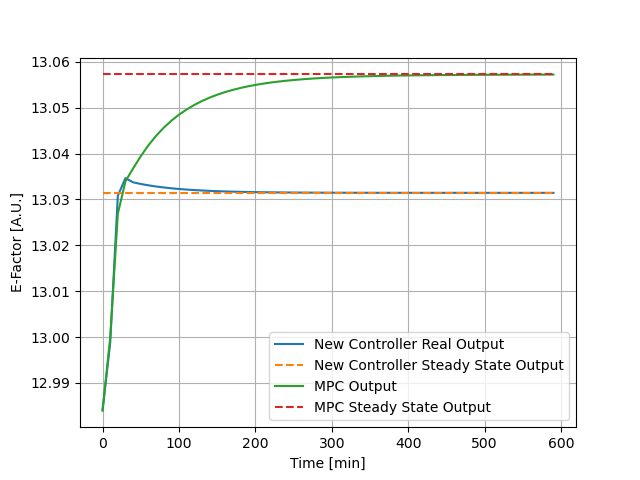 13.06
13.05
13.04
13.03
13.02
13.01
13.00
12.99
E-Factor [A.U.]
New Controller Real Output
New Controller Steady State Output
MPC Output
MPC Steady State Output
0 100 200 300 400 500 600
Time [min]